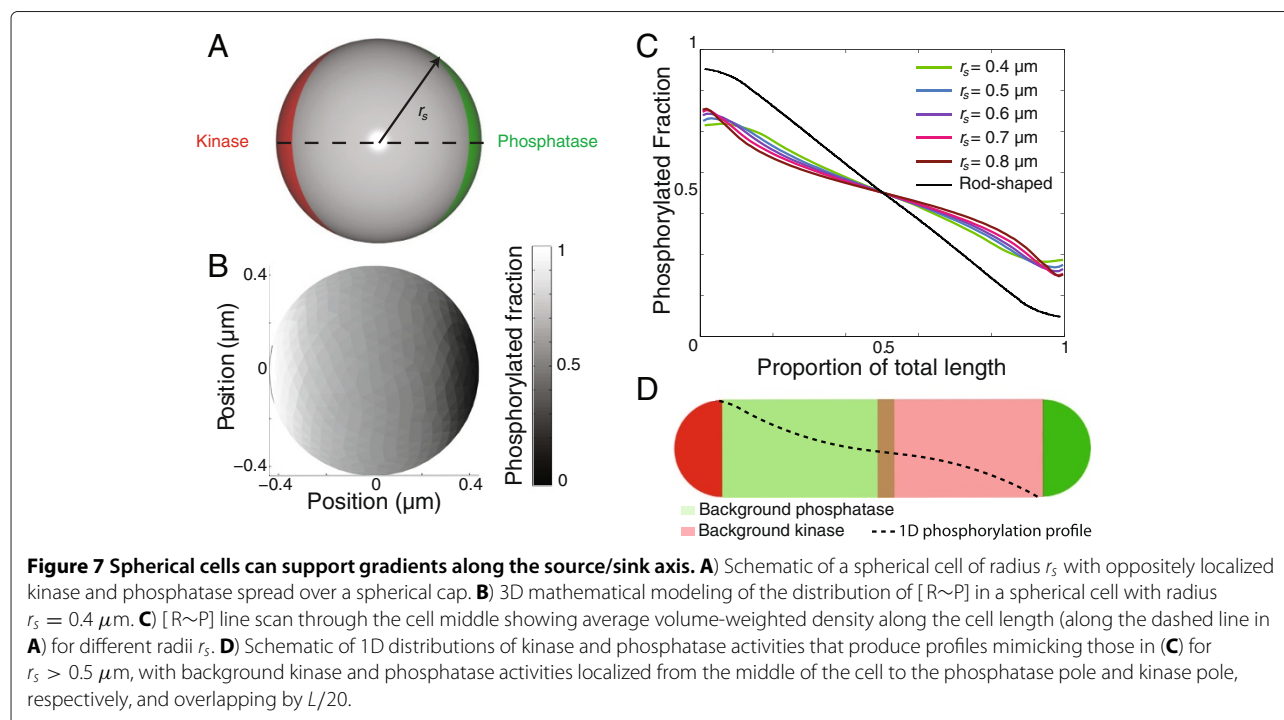 A
Kinase
r_s
Phosphatase
B
Position (µm)
0.4
0
−0.4
−0.4
0
0.4
Position (µm)
Phosphorylated fraction
1
0.5
0
C
Phosphorylated Fraction
1
0.5
0
0.5
1
Proportion of total length
r_s = 0.4 µm
r_s = 0.5 µm
r_s = 0.6 µm
r_s = 0.7 µm
r_s = 0.8 µm
Rod-shaped
D
Background phosphatase
Background kinase
1D phosphorylation profile
Figure 7 Spherical cells can support gradients along the source/sink axis. A) Schematic of a spherical cell of radius r_s with oppositely localized
kinase and phosphatase spread over a spherical cap. B) 3D mathematical modeling of the distribution of [R~P] in a spherical cell with radius
r_s = 0.4 µm. C) [R~P] line scan through the cell middle showing average volume-weighted density along the cell length (along the dashed line in
A) for different radii r_s. D) Schematic of 1D distributions of kinase and phosphatase activities that produce profiles mimicking those in (C) for
r_s > 0.5 µm, with background kinase and phosphatase activities localized from the middle of the cell to the phosphatase pole and kinase pole,
respectively, and overlapping by L/20.